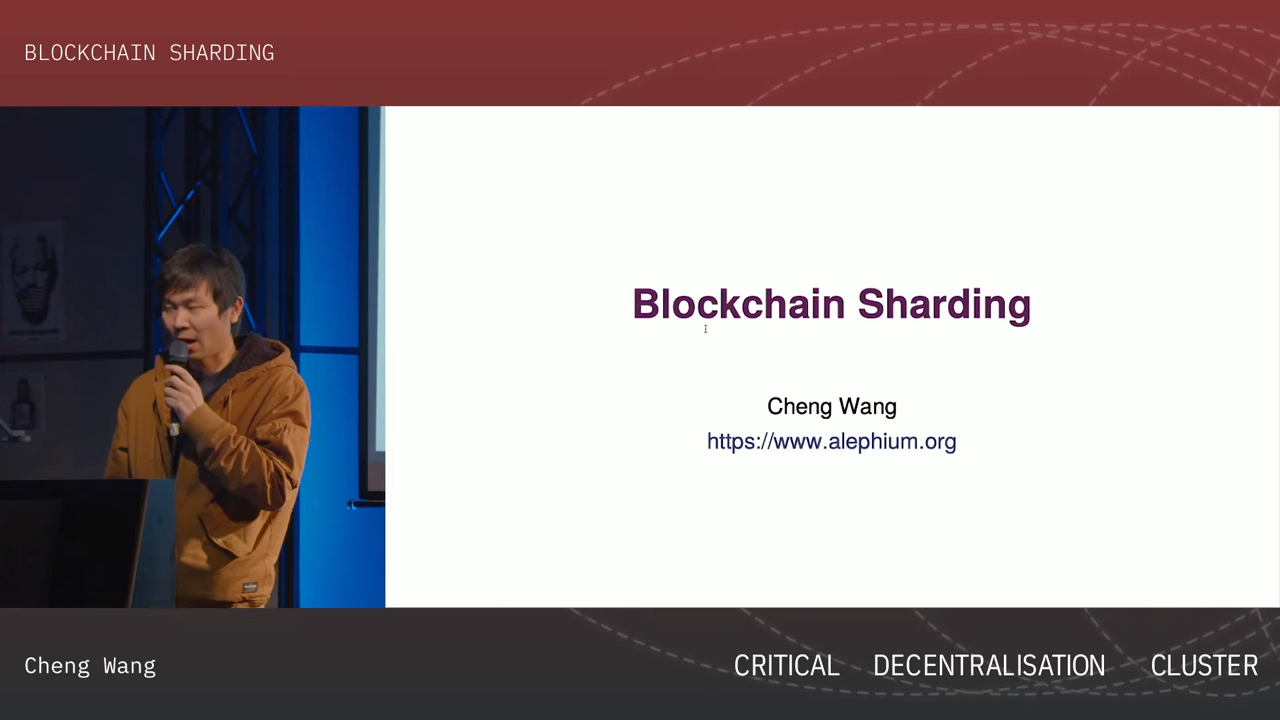 BLOCKCHAIN SHARDING
Blockchain Sharding
Cheng Wang
https://www.alephium.org
Cheng Wang
CRITICAL DECENTRALISATION CLUSTER